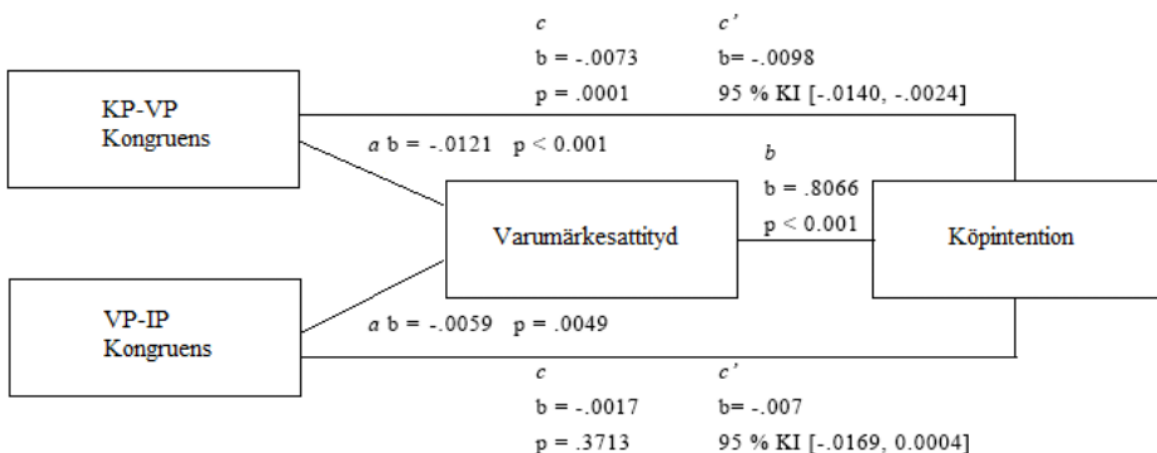 c c’
b = -.0073 b= -.0098
p = .0001 95 % KI [-.0140, -.0024]
KP-VP
Kongruens
a b = -.0121 p < 0.001
b
b = .8066
p < 0.001
Varumärkesattityd
Köpintention
VP-IP
Kongruens
a b = -.0059 p = .0049
c c’
b = -.0017 b= -.007
p = .3713 95 % KI [-.0169, 0.0004]